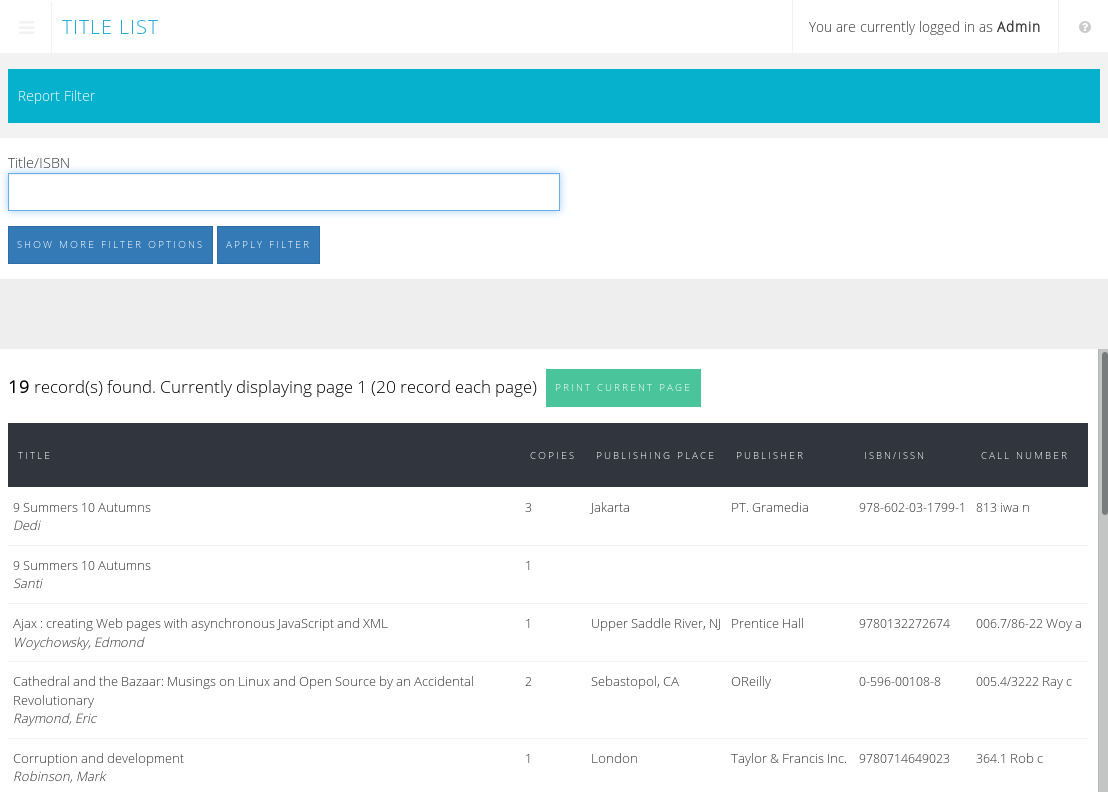 TITLE LIST
You are currently logged in as Admin
Report Filter
Title/ISBN
SHOW MORE FILTER OPTIONS APPLY FILTER
19 record(s) found. Currently displaying page 1 (20 record each page) PRINT CURRENT PAGE
TITLE COPIES PUBLISHING PLACE PUBLISHER ISBN/ISSN CALL NUMBER
9 Summers 10 Autumns 3 Jakarta PT. Gramedia 978-602-03-1799-1 813 iwa n
Dedi
9 Summers 10 Autumns 1
Santi
Ajax : creating Web pages with asynchronous JavaScript and XML 1 Upper Saddle River, NJ Prentice Hall 9780132272674 006.7/86-22 Woy a
Woychowsky, Edmond
Cathedral and the Bazaar: Musings on Linux and Open Source by an Accidental 2 Sebastopol, CA OReilly 0-596-00108-8 005.4/3222 Ray c
Revolutionary
Raymond, Eric
Corruption and development 1 London Taylor & Francis Inc. 9780714649023 364.1 Rob c
Robinson, Mark